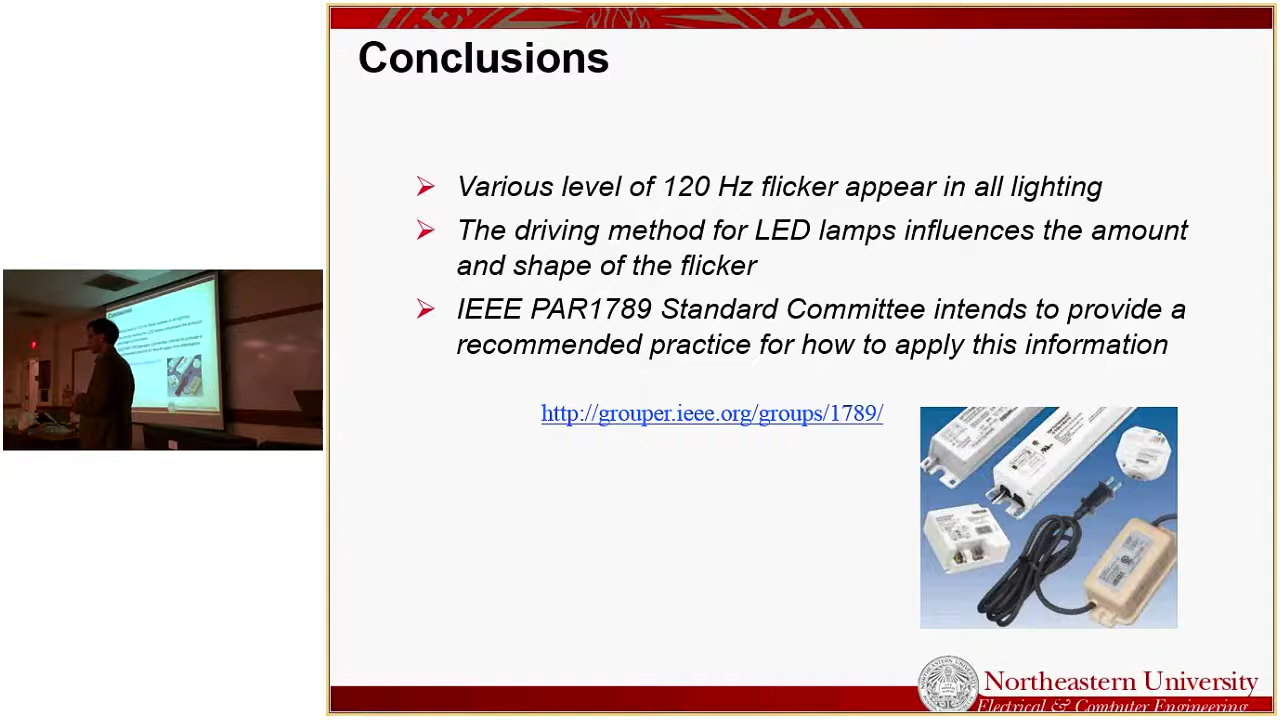 Conclusions
Various level of 120 Hz flicker appear in all lighting
The driving method for LED lamps influences the amount
and shape of the flicker
IEEE PAR1789 Standard Committee intends to provide a
recommended practice for how to apply this information
http://grouper.ieee.org/groups/1789/
Northeastern University
Electrical & Computer Engineering